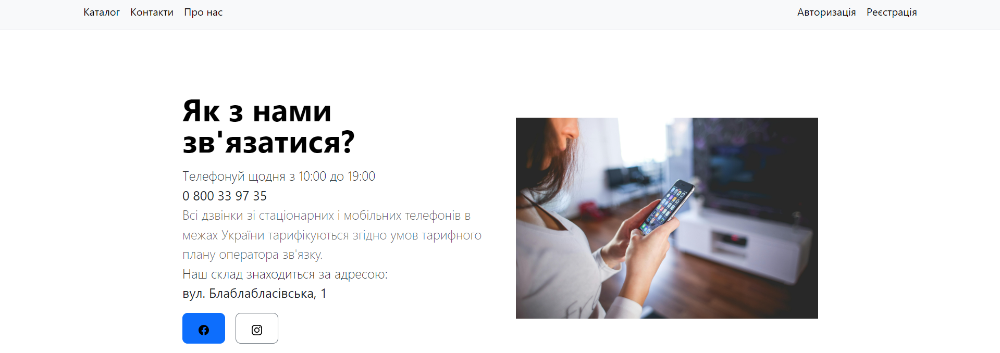 Каталог Контакти Про нас Авторизація Реєстрація
Як з нами
зв'язатися?
Телефонуй щодня з 10:00 до 19:00
0 800 33 97 35
Всі дзвінки зі стаціонарних і мобільних телефонів в
межах України тарифікуються згідно умов тарифного
плану оператора зв'язку.
Наш склад знаходиться за адресою:
вул. Блаблабласівська, 1